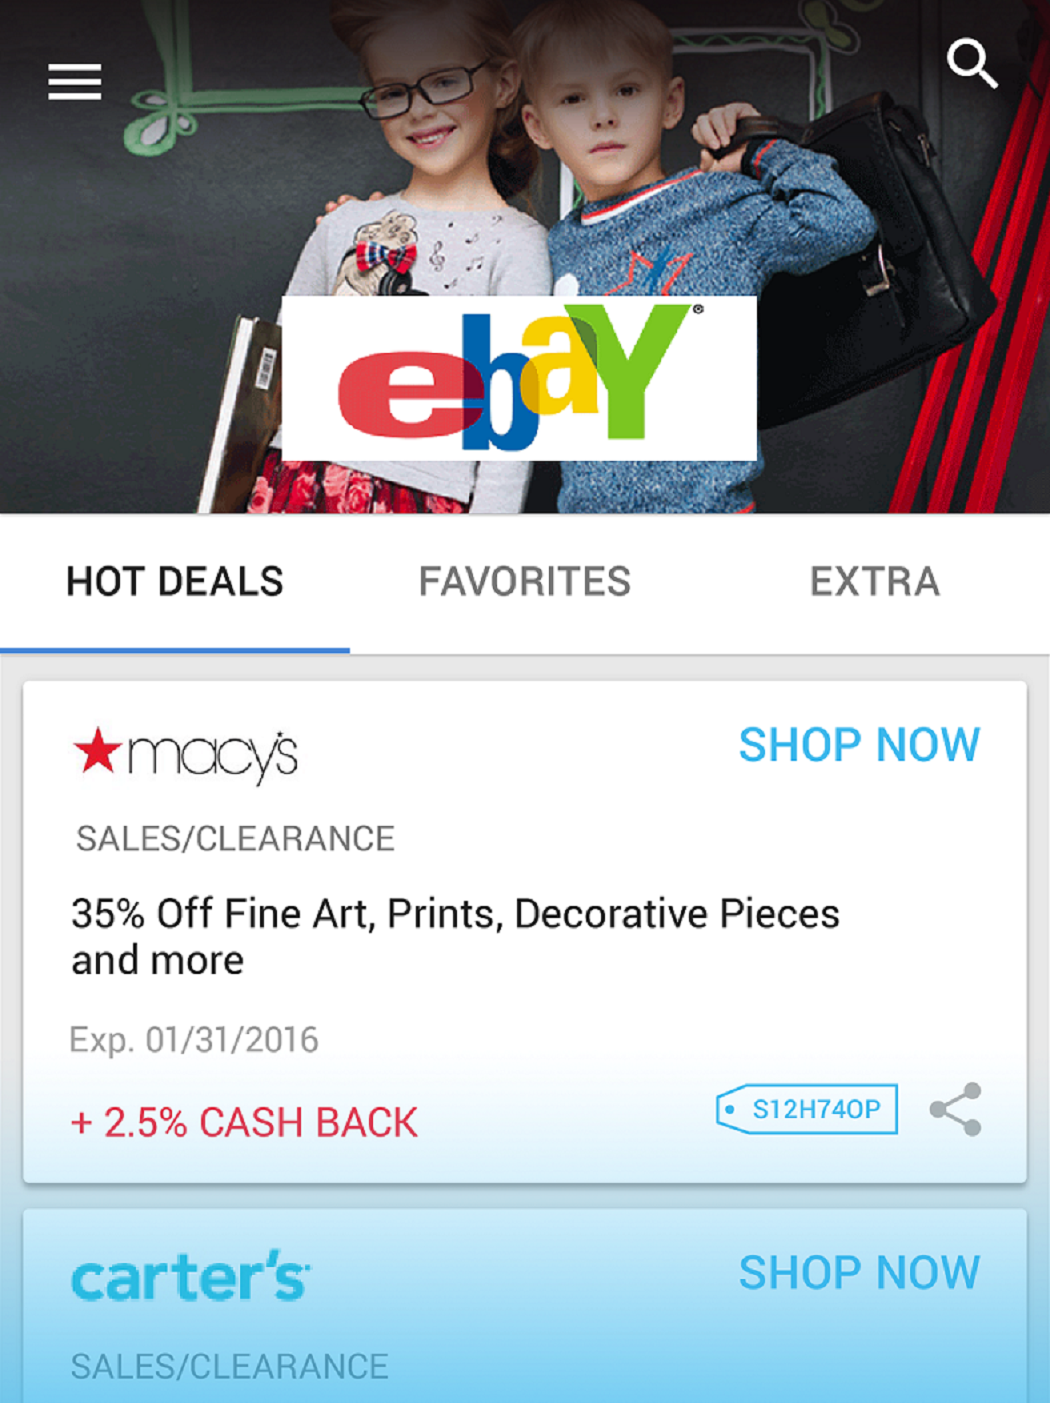 ebaY®
HOT DEALS
FAVORITES
EXTRA
macy's
SHOP NOW
SALES/CLEARANCE
35% Off Fine Art, Prints, Decorative Pieces
and more
Exp. 01/31/2016
+ 2.5% CASH BACK
S12H74OP
carter's
SHOP NOW
SALES/CLEARANCE